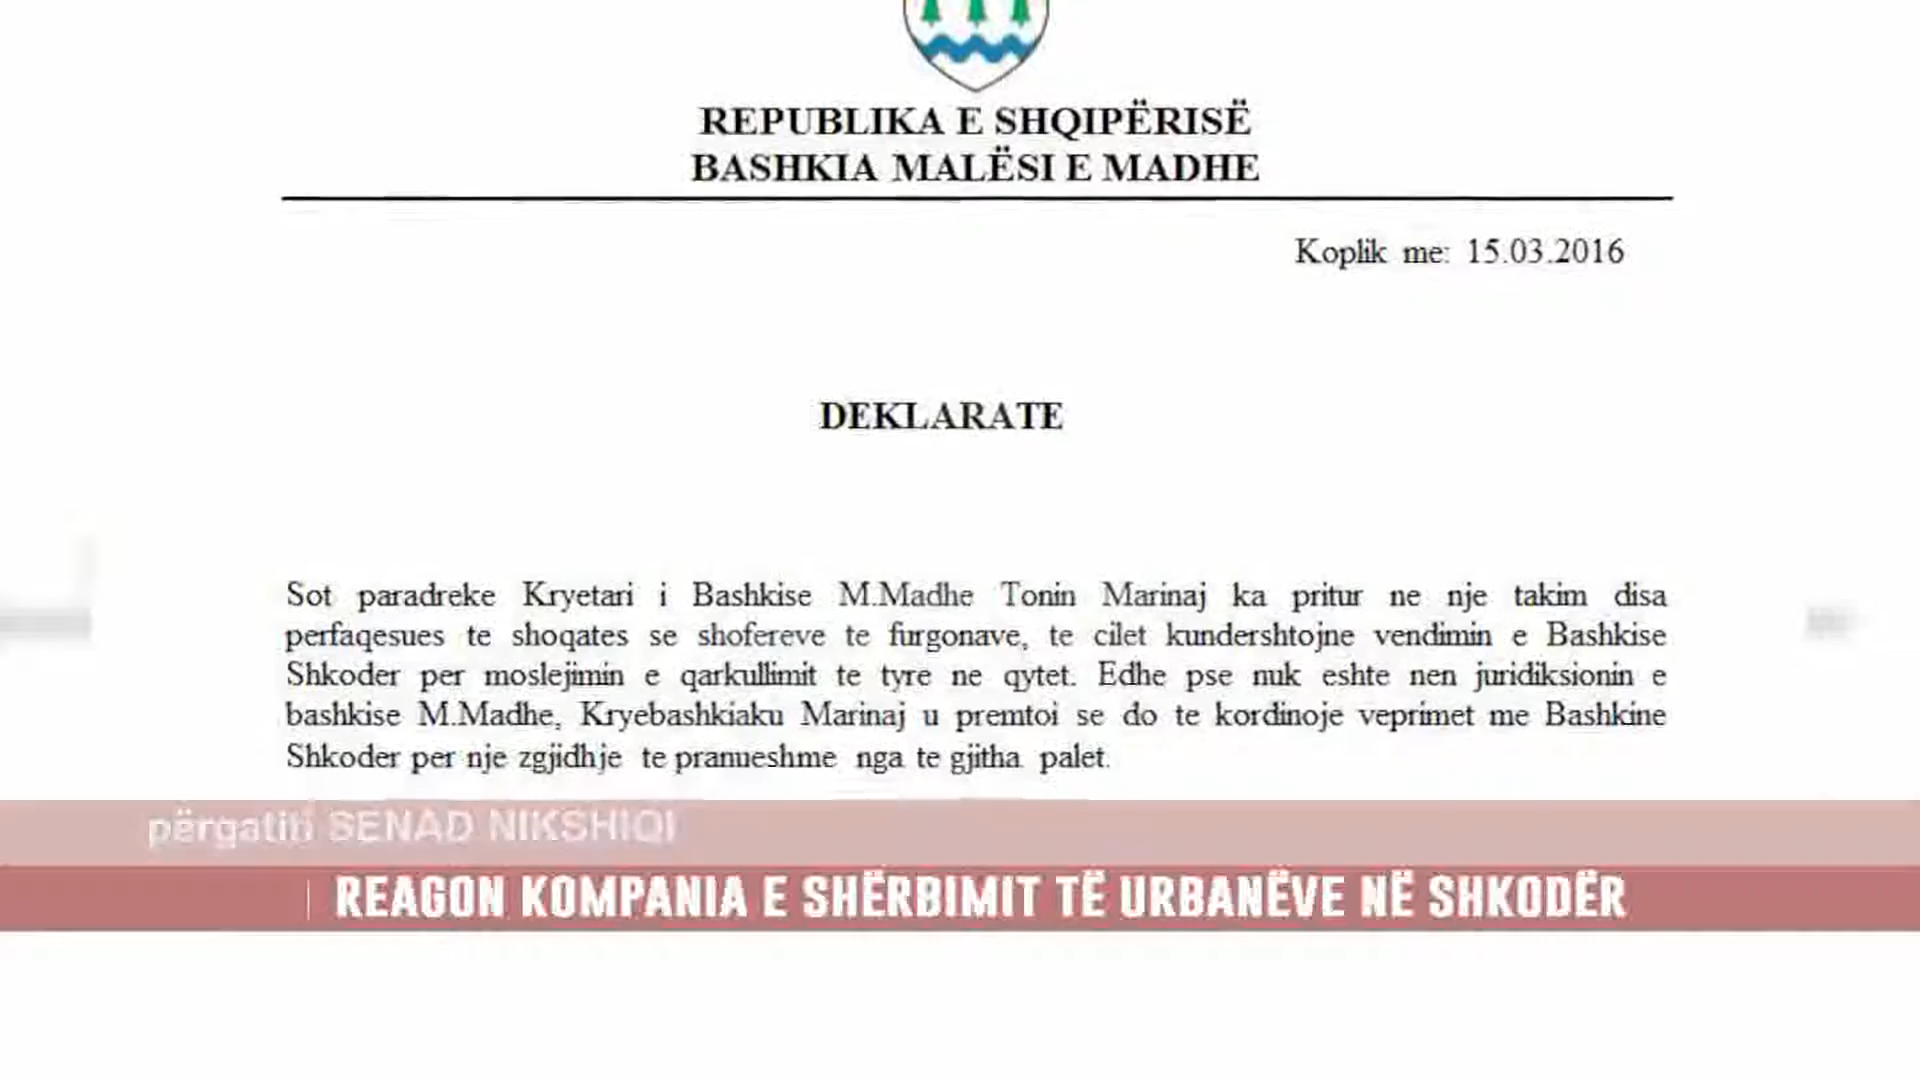 REPUBLIKA E SHQIPËRISË
BASHKIA MALËSI E MADHE
Koplik me: 15.03.2016
DEKLARATE
Sot paradreke Kryetari i Bashkise M.Madhe Tonin Marinaj ka pritur ne nje takim disa
perfaqesues te shoqates se shofereve te furgonave, te cilet kundershtojne vendimin e Bashkise
Shkoder per moslejimin e qarkullimit te tyre ne qytet. Edhe pse nuk eshte nen juridiksionin e
bashkise M.Madhe, Kryebashkiaku Marinaj u premtoi se do te kordinoje veprimet me Bashkine
Shkoder per nje zgjidhje te pranueshme nga te gjitha palet.
përgatiti SENAD NIKSHIQI
REAGON KOMPANIA E SHËRBIMIT TË URBANËVE NË SHKODËR